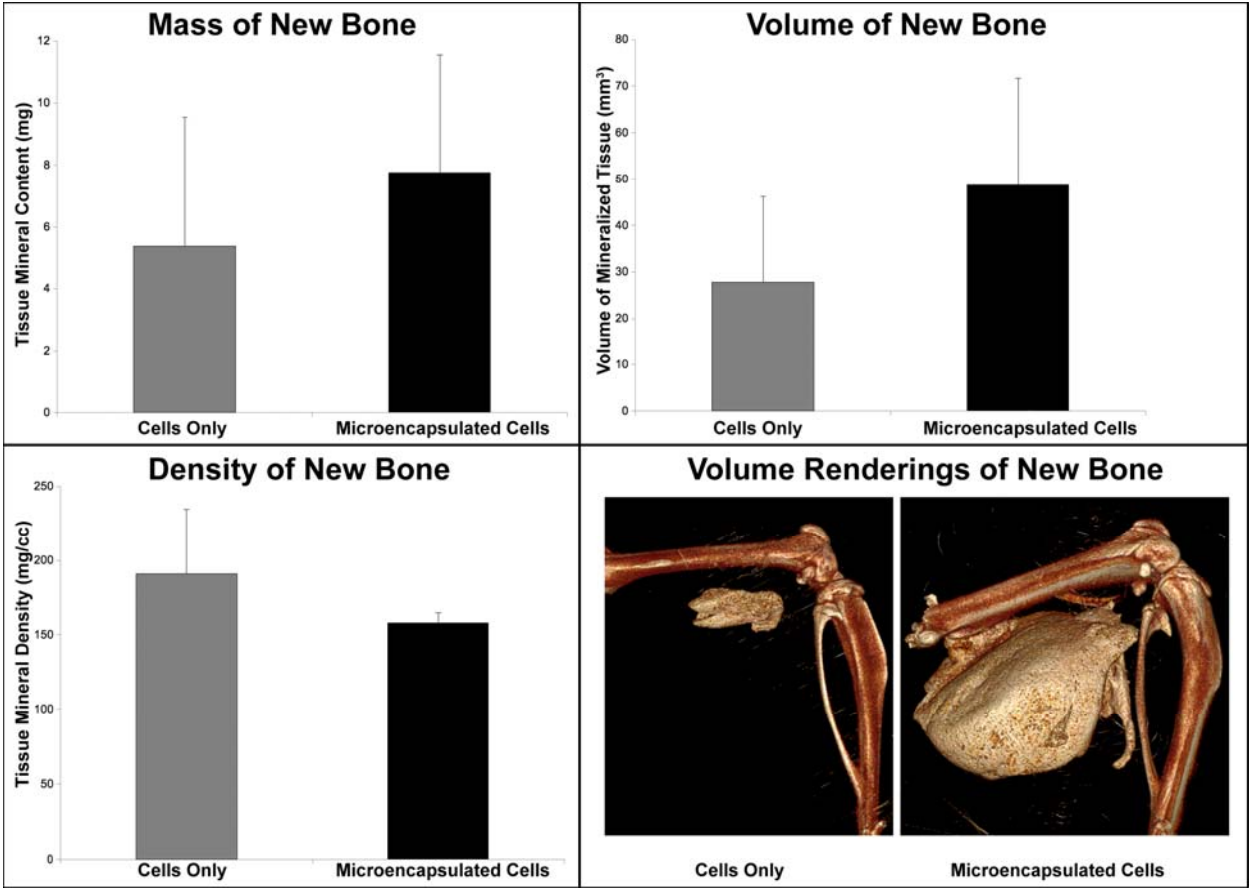 Mass of New Bone
Tissue Mineral Content (mg)
12
10
8
6
4
2
0
Cells Only
Microencapsulated Cells
Volume of New Bone
Volume of Mineralized Tissue (mm³)
80
70
60
50
40
30
20
10
0
Cells Only
Microencapsulated Cells
Density of New Bone
Tissue Mineral Density (mg/cc)
250
200
150
100
50
0
Cells Only
Microencapsulated Cells
Volume Renderings of New Bone
Cells Only
Microencapsulated Cells